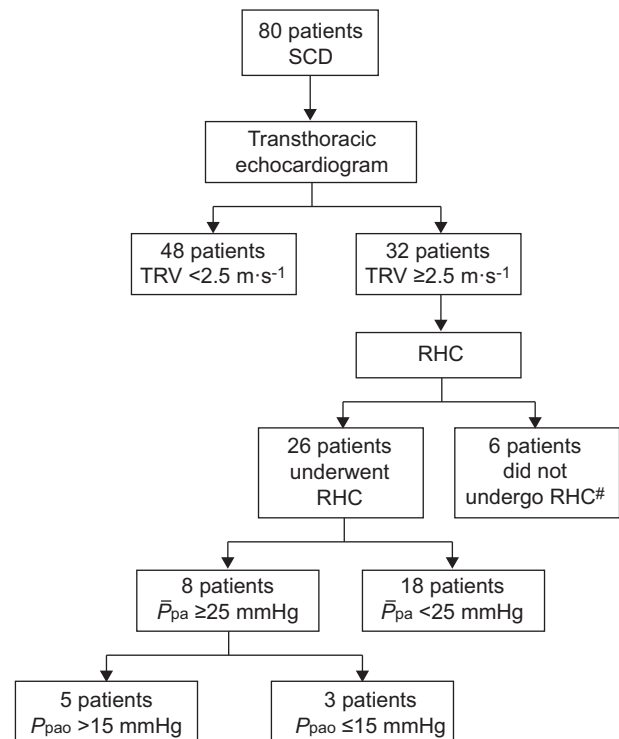 80 patients
SCD
Transthoracic
echocardiogram
48 patients
TRV <2.5 m·s⁻¹
32 patients
TRV ≥2.5 m·s⁻¹
RHC
26 patients
underwent
RHC
6 patients
did not
undergo RHC#
8 patients
P̄pa ≥25 mmHg
18 patients
P̄pa <25 mmHg
5 patients
Ppao >15 mmHg
3 patients
Ppao ≤15 mmHg